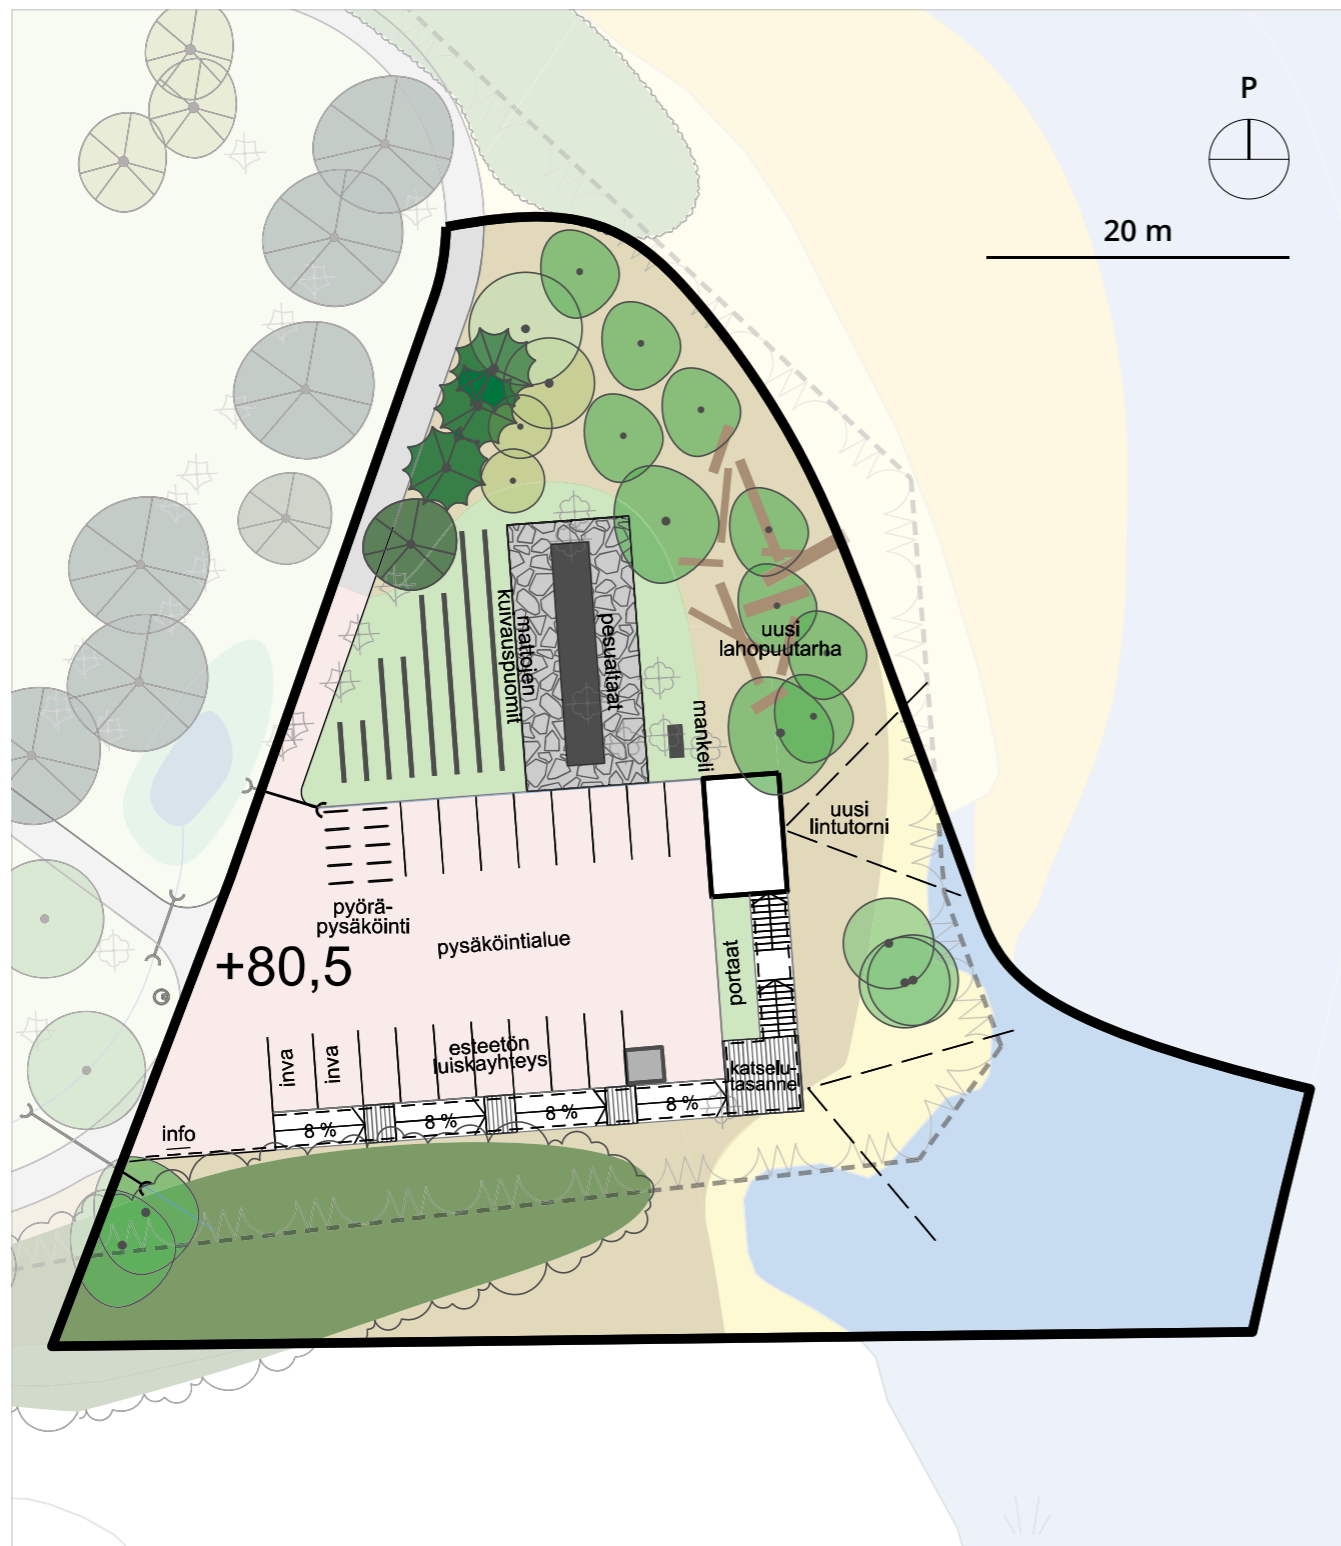 P
20 m
mattojen
kuivauspuomit
pesualtaat
uusi
lahopuutarha
mankeli
uusi
lintutorni
pyörä-
pysäköinti
pysäköintialue
+80,5
portaat
inva
inva
esteetön
luiskayhteys
katselu-
tasanne
8 %
8 %
8 %
8 %
info